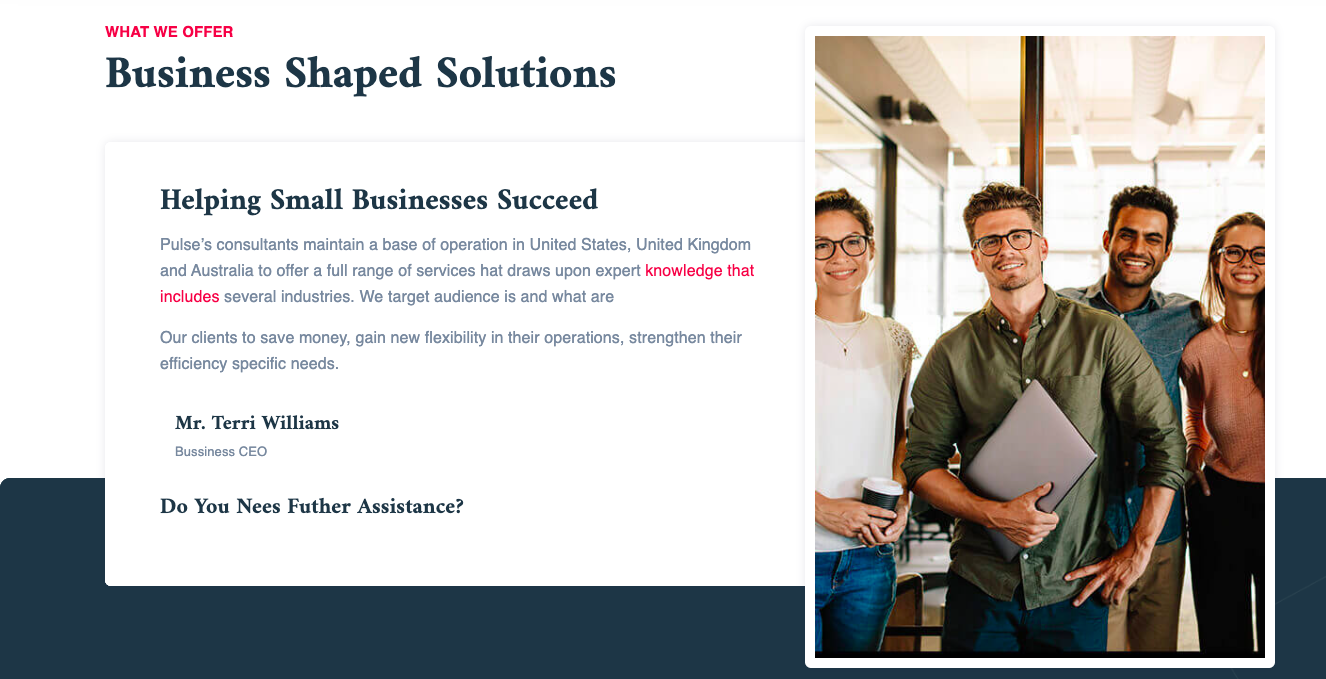 WHAT WE OFFER
Business Shaped Solutions
Helping Small Businesses Succeed
Pulse’s consultants maintain a base of operation in United States, United Kingdom
and Australia to offer a full range of services hat draws upon expert knowledge that
includes several industries. We target audience is and what are
Our clients to save money, gain new flexibility in their operations, strengthen their
efficiency specific needs.
Mr. Terri Williams
Bussiness CEO
Do You Nees Futher Assistance?